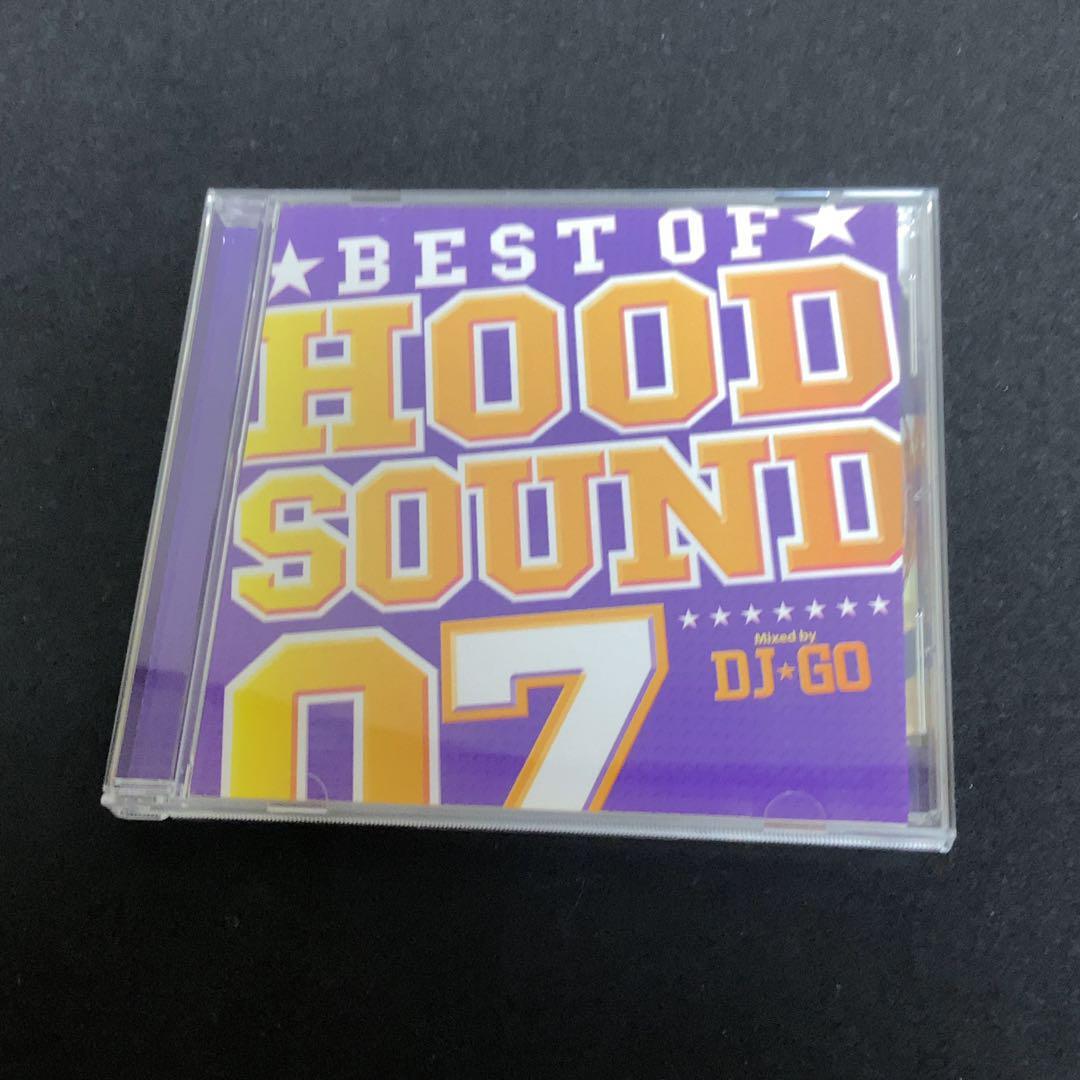 ★BEST OF★
HOOD
SOUND
07
★★★★★★★
Mixed by
DJ★GO